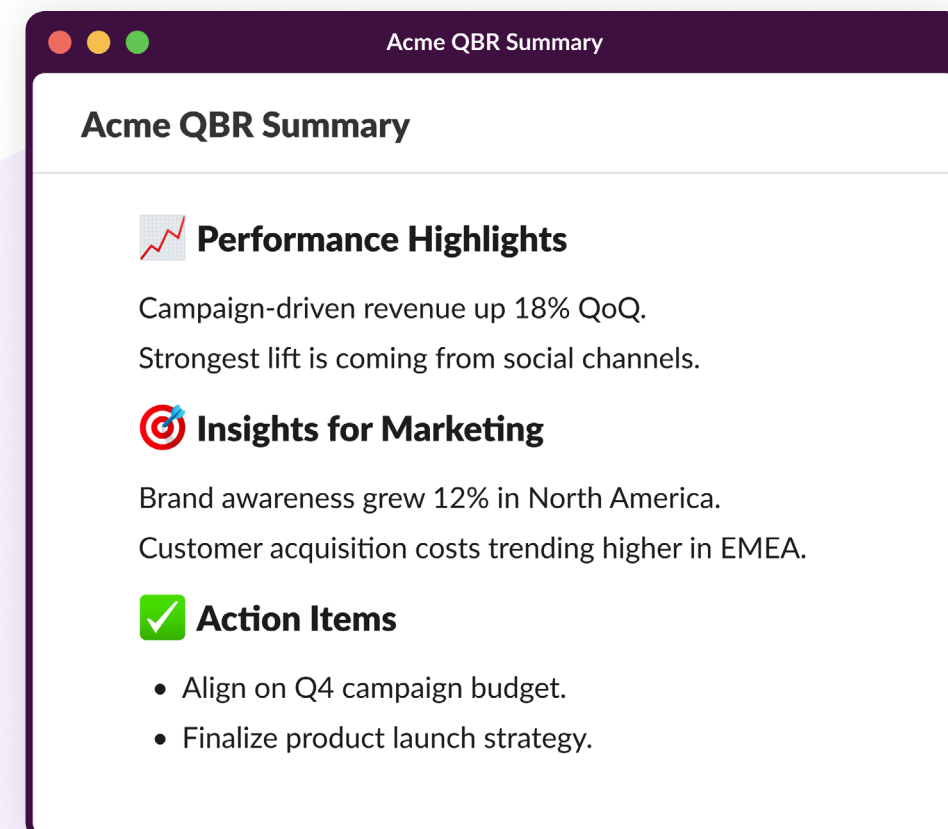 Acme QBR Summary
Acme QBR Summary
Performance Highlights
Campaign-driven revenue up 18% QoQ.
Strongest lift is coming from social channels.
Insights for Marketing
Brand awareness grew 12% in North America.
Customer acquisition costs trending higher in EMEA.
Action Items
• Align on Q4 campaign budget.
• Finalize product launch strategy.